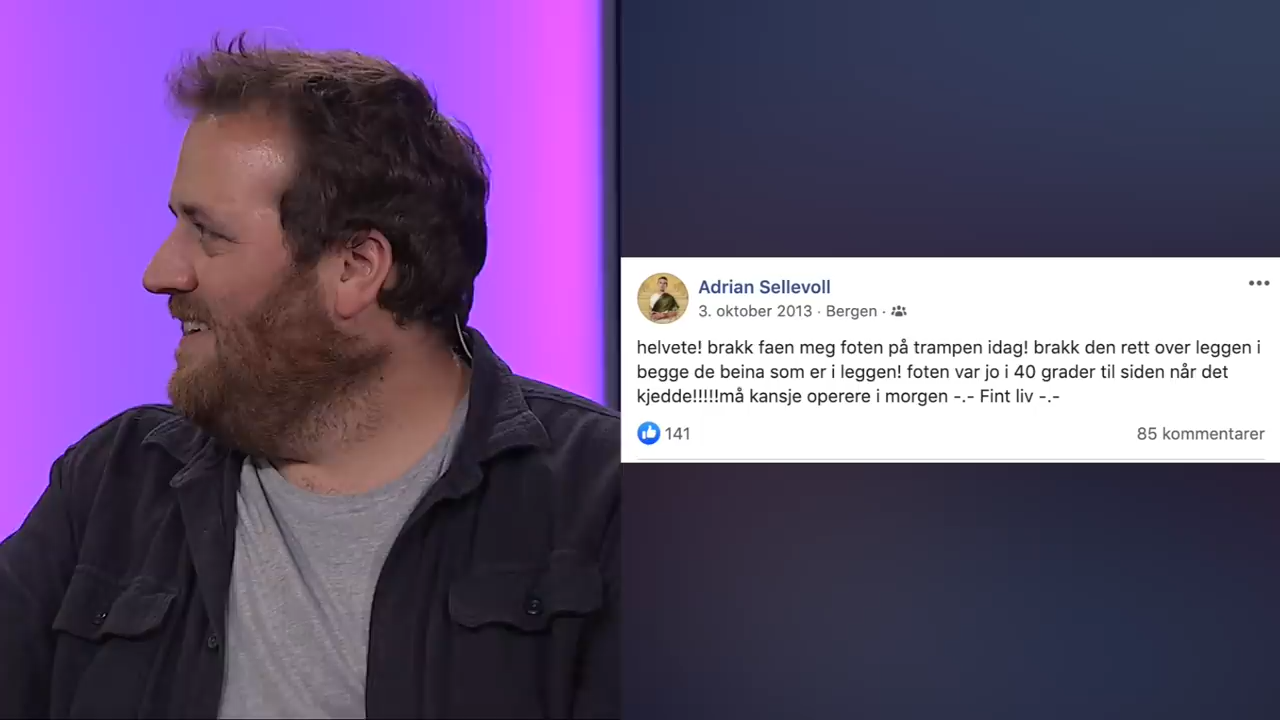 Adrian Sellevoll
3. oktober 2013 · Bergen ·
helvete! brakk faen meg foten på trampen idag! brakk den rett over leggen i
begge de beina som er i leggen! foten var jo i 40 grader til siden når det
kjedde!!!!!må kansje operere i morgen -.- Fint liv -.-
141
85 kommentarer